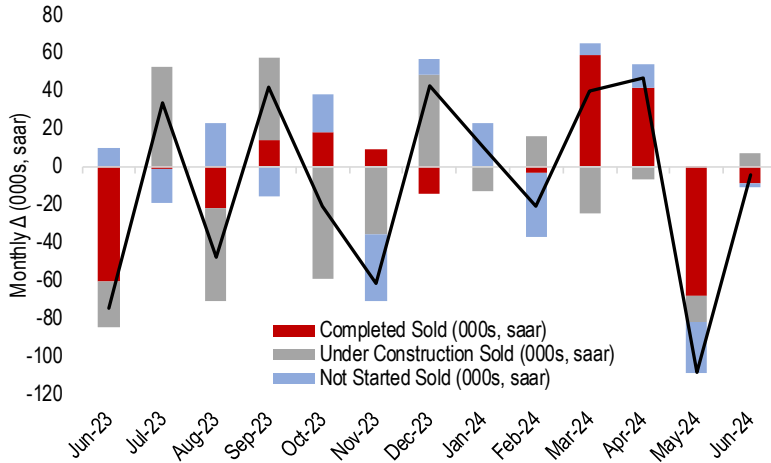 Monthly Δ (000s, saar)
80
60
40
20
0
-20
-40
-60
-80
-100
-120
Completed Sold (000s, saar)
Under Construction Sold (000s, saar)
Not Started Sold (000s, saar)
Jun-23
Jul-23
Aug-23
Sep-23
Oct-23
Nov-23
Dec-23
Jan-24
Feb-24
Mar-24
Apr-24
May-24
Jun-24